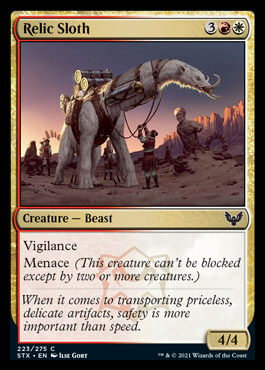 Relic Sloth 3
Creature — Beast
Vigilance
Menace (This creature can't be blocked
except by two or more creatures.)
When it comes to transporting priceless,
delicate artifacts, safety is more
important than speed.
4/4
223/275 C
STX • EN ILSE GORT
™ & © 2021 Wizards of the Coast